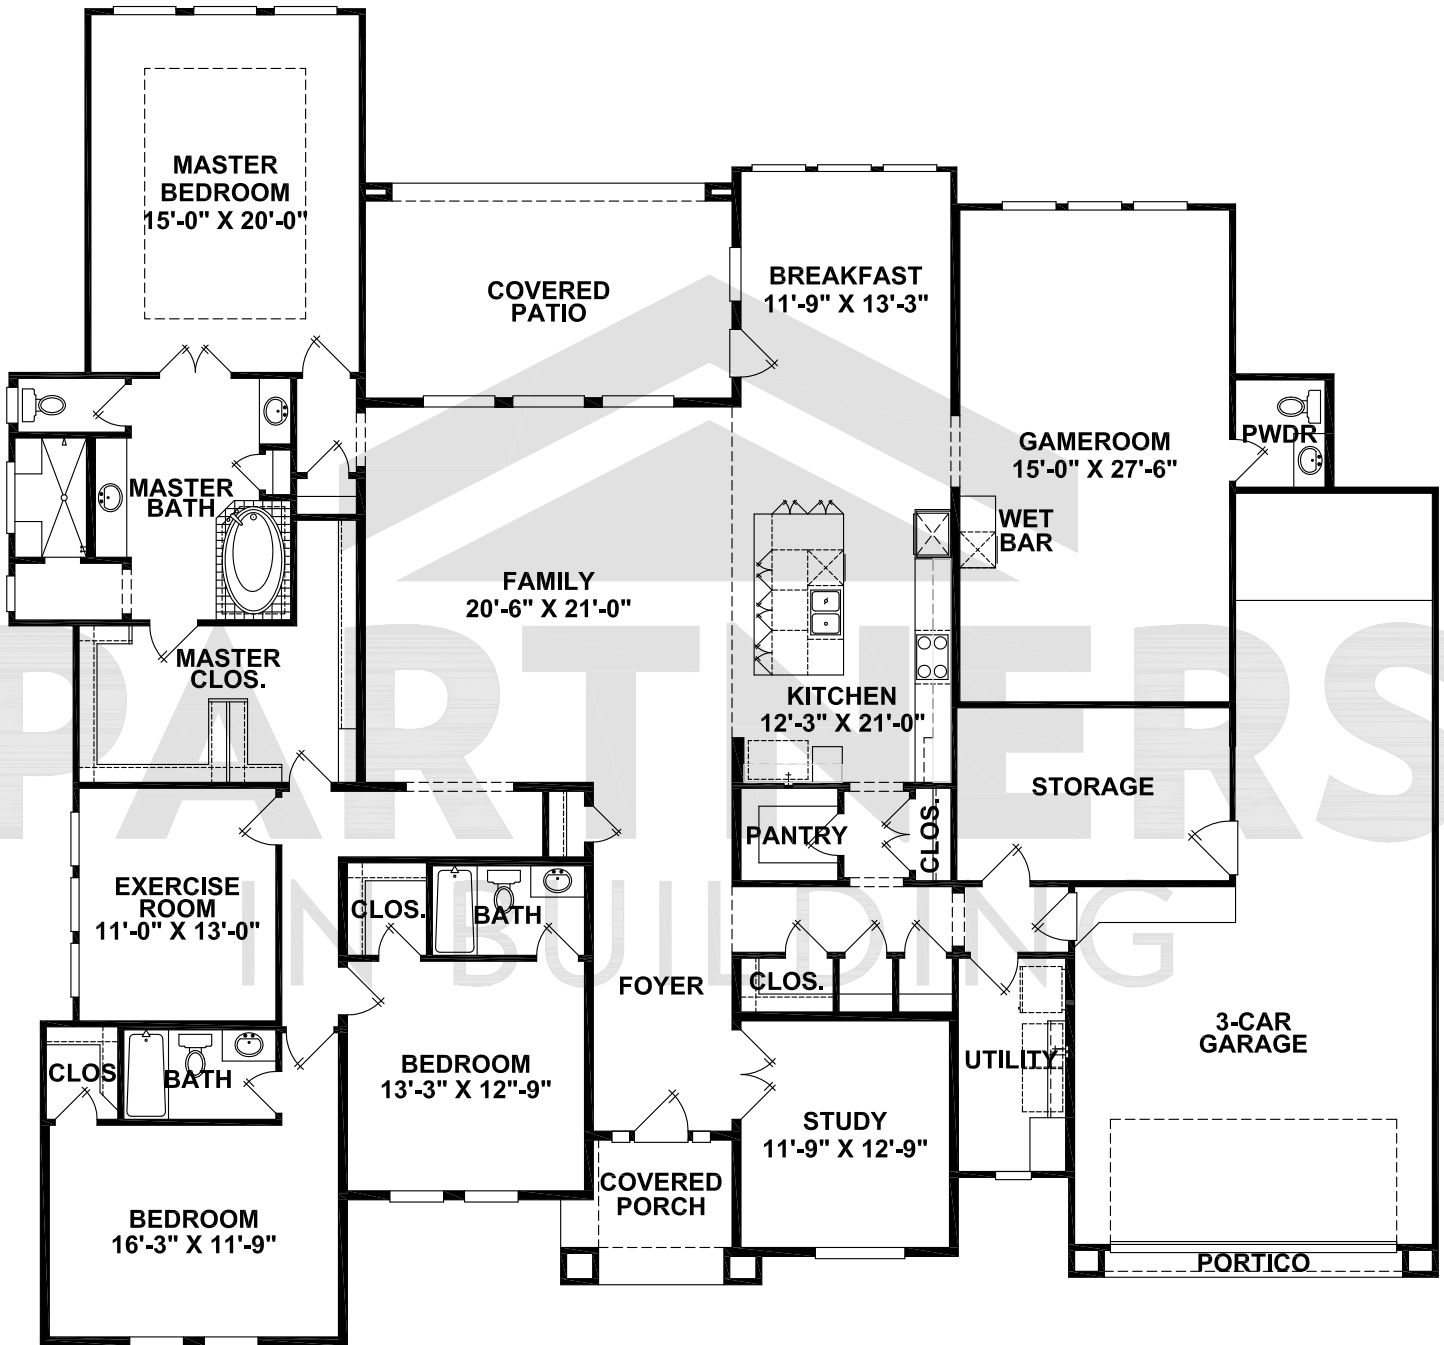 MASTER
BEDROOM
15'-0" X 20'-0"
COVERED
PATIO
BREAKFAST
11'-9" X 13'-3"
GAMEROOM
15'-0" X 27'-6"
PWDR
MASTER
BATH
WET
BAR
FAMILY
20'-6" X 21'-0"
MASTER
CLOS.
KITCHEN
12'-3" X 21'-0"
STORAGE
PANTRY
CLOS.
EXERCISE
ROOM
11'-0" X 13'-0"
CLOS.
BATH
FOYER
CLOS.
3-CAR
GARAGE
UTILITY
CLOS
BATH
BEDROOM
13'-3" X 12"-9"
STUDY
11'-9" X 12'-9"
COVERED
PORCH
BEDROOM
16'-3" X 11'-9"
PORTICO
PARTNERS
IN BUILDING